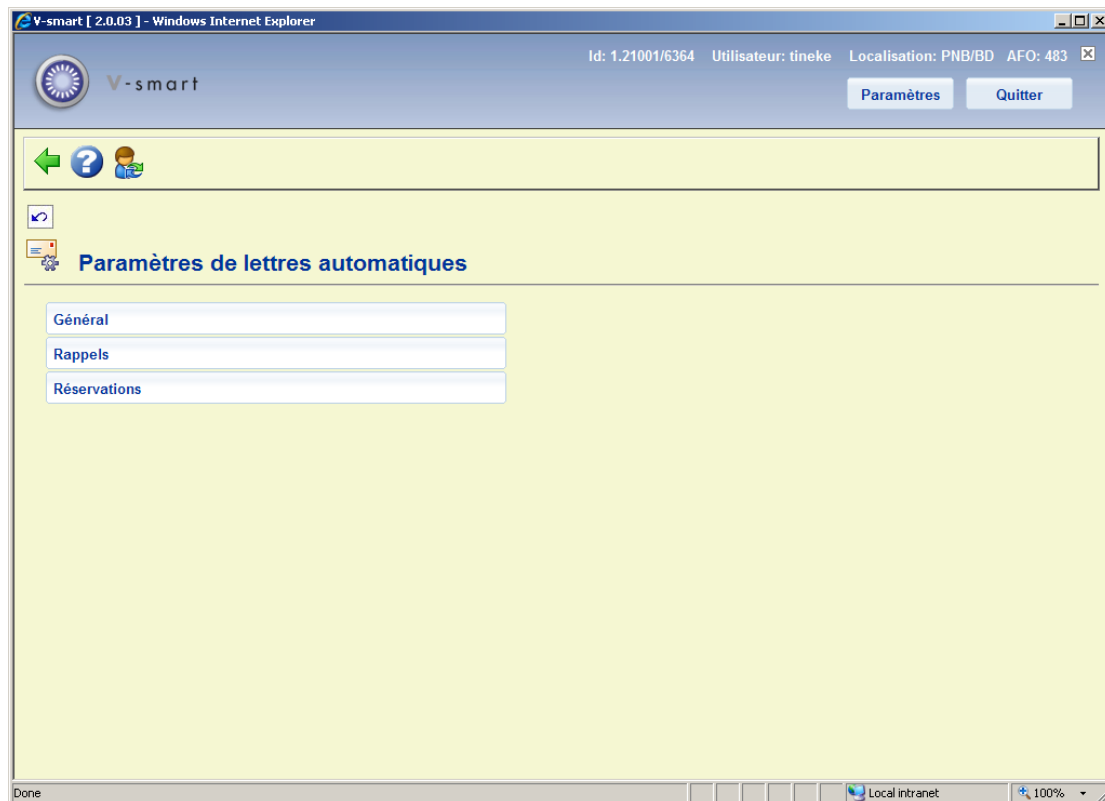 V-smart [ 2.0.03 ] - Windows Internet Explorer
Id: 1.21001/6364 Utilisateur: tineke Localisation: PNB/BD AFO: 483
V-smart
Paramètres Quitter
Paramètres de lettres automatiques
Général
Rappels
Réservations
Done Local intranet 100%